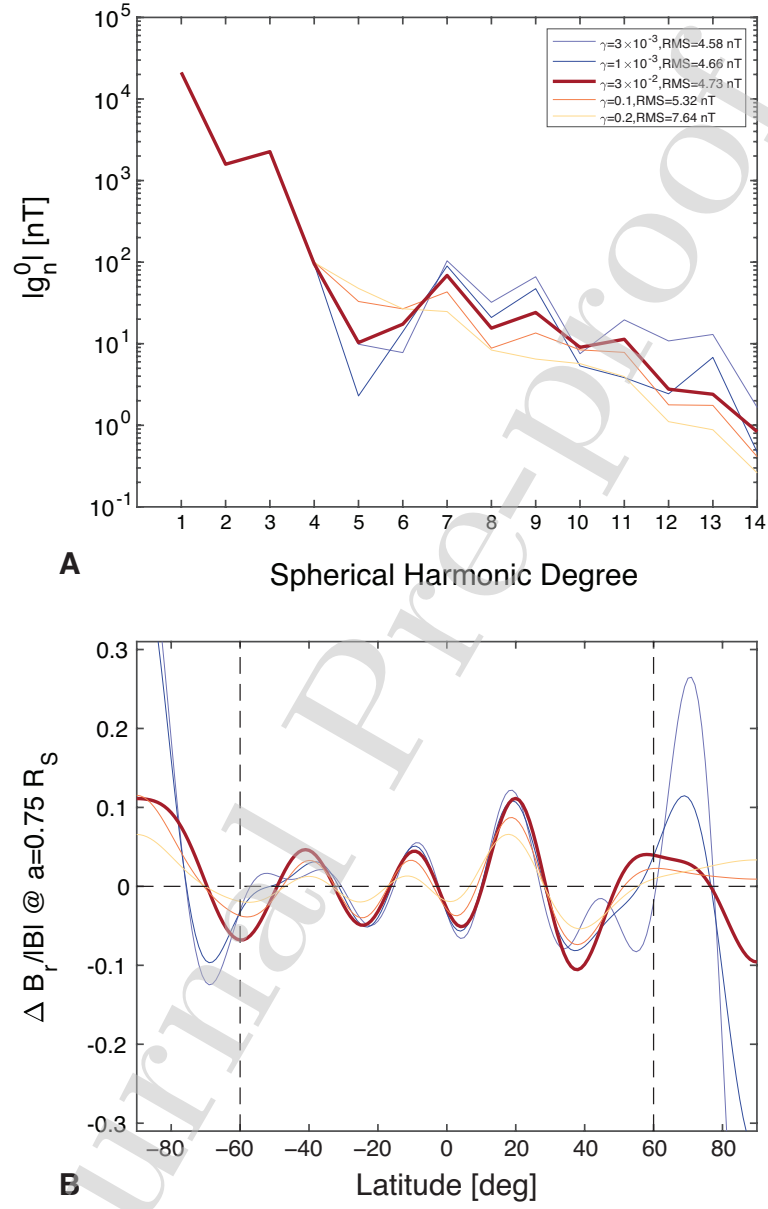 10^5
10^4
10^3
10^2
10^1
10^0
10^-1
|g_n^0| [nT]
γ=3×10^-3,RMS=4.58 nT
γ=1×10^-3,RMS=4.66 nT
γ=3×10^-2,RMS=4.73 nT
γ=0.1,RMS=5.32 nT
γ=0.2,RMS=7.64 nT
1 2 3 4 5 6 7 8 9 10 11 12 13 14
A
Spherical Harmonic Degree
0.3
0.2
0.1
0
-0.1
-0.2
-0.3
Δ B_r/|B| @ a=0.75 R_S
−80 −60 −40 −20 0 20 40 60 80
B
Latitude [deg]
urnal Pre-proof